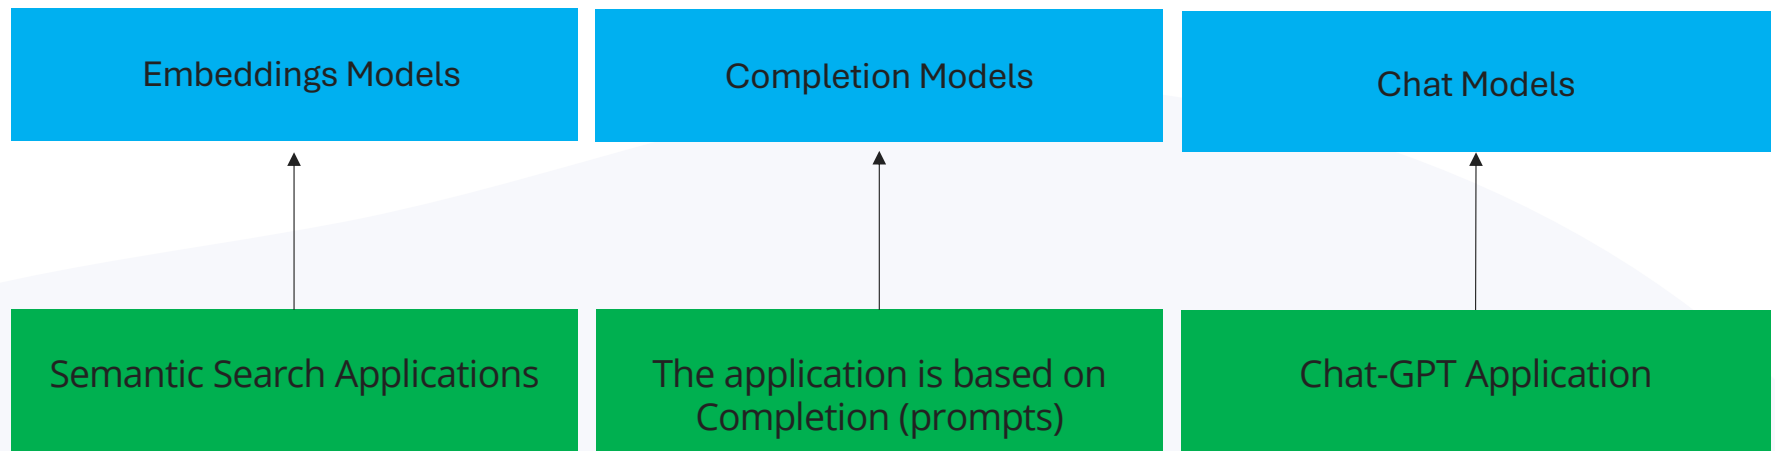 Embeddings Models
Completion Models
Chat Models
Semantic Search Applications
The application is based on
Completion (prompts)
Chat-GPT Application